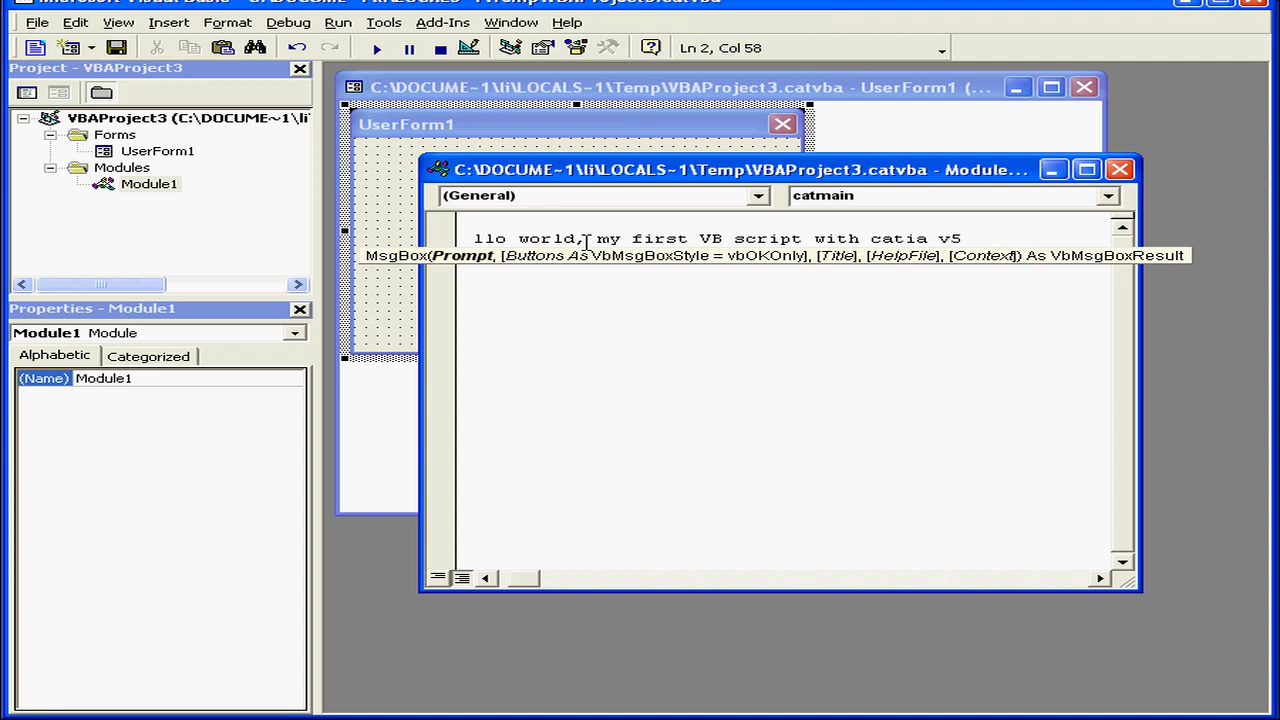 File Edit View Insert Format Debug Run Tools Add-Ins Window Help
Ln 2, Col 58
Project - VBAProject3
VBAProject3 (C:\DOCUME~1\li\
Forms
UserForm1
Modules
Module1
Properties - Module1
Module1 Module
Alphabetic Categorized
(Name) Module1
C:\DOCUME~1\li\LOCALS~1\Temp\VBAProject3.catvba - UserForm1 (...
UserForm1
C:\DOCUME~1\li\LOCALS~1\Temp\VBAProject3.catvba - Module...
(General) catmain
llo world, my first VB script with catia v5
MsgBox(Prompt, [Buttons As VbMsgBoxStyle = vbOKOnly], [Title], [HelpFile], [Context]) As VbMsgBoxResult